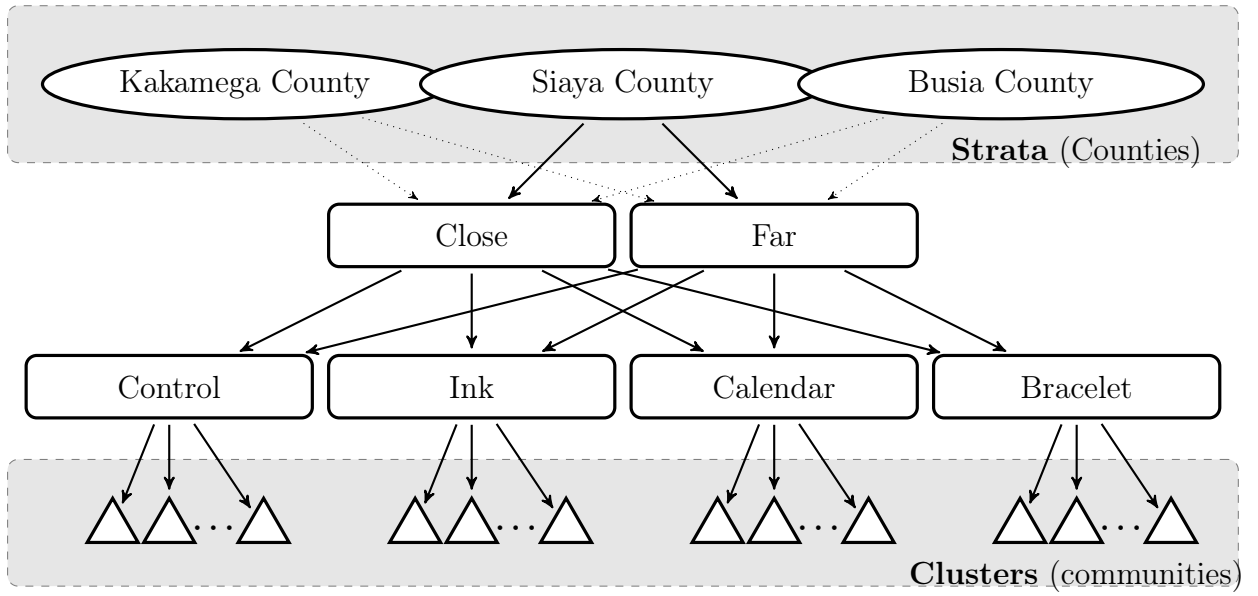 Kakamega County
Siaya County
Busia County
Strata (Counties)
Close
Far
Control
Ink
Calendar
Bracelet
...
...
...
...
Clusters (communities)